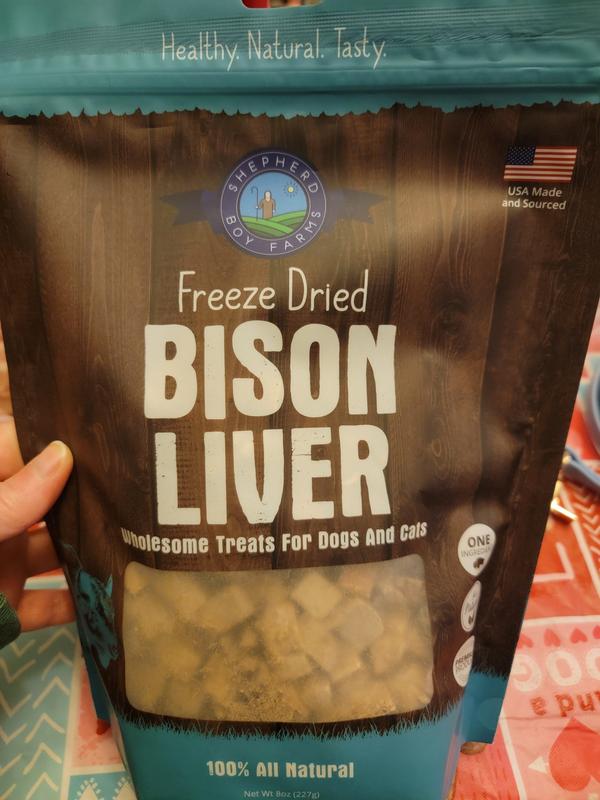 Healthy. Natural. Tasty.
SHEPHERD
BOY FARMS
USA Made
and Sourced
Freeze Dried
BISON
LIVER
Wholesome Treats For Dogs And Cats
ONE
100% All Natural
Net Wt 8oz (227g)
DOG